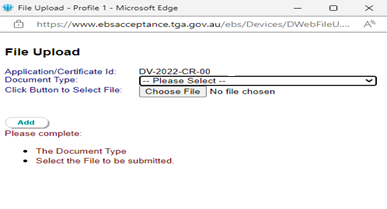 File Upload - Profile 1 - Microsoft Edge
https://www.ebsacceptance.tga.gov.au/ebs/Devices/DWebFileU....
File Upload
Application/Certificate Id: DV-2022-CR-00
Document Type: -- Please Select --
Click Button to Select File: Choose File No file chosen
Add
Please complete:
• The Document Type
• Select the File to be submitted.